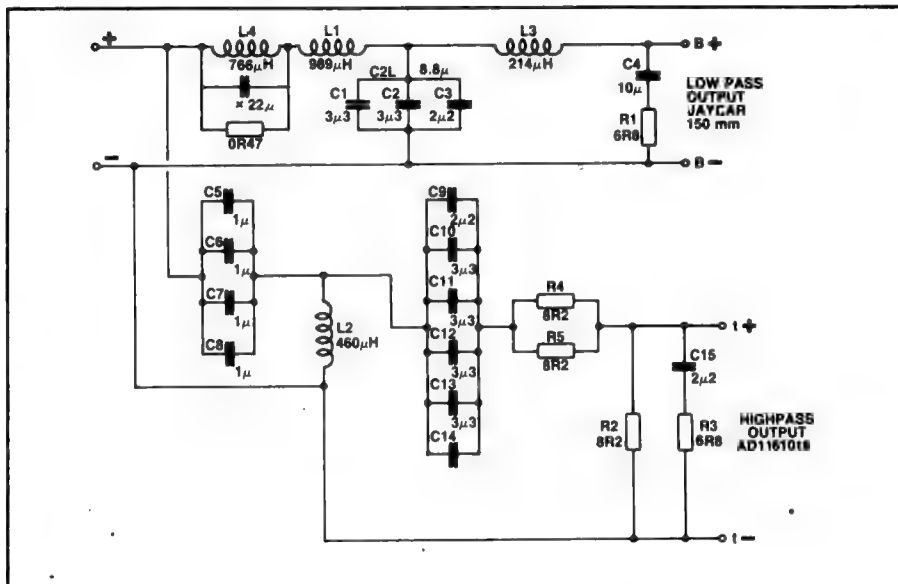 +
L4
766μH
× 22μ
0R47
L1
989μH
C2L
8.8μ
C1
3μ3
C2
3μ3
C3
2μ2
L3
214μH
B +
C4
10μ
R1
6R8
LOW PASS
OUTPUT
JAYCAR
150 mm
−
B −
C5
1μ
C6
1μ
C7
1μ
C8
1μ
L2
460μH
C9
2μ2
C10
3μ3
C11
3μ3
C12
3μ3
C13
3μ3
C14
R4
8R2
R5
8R2
t +
C15
2μ2
R2
8R2
R3
6R8
HIGHPASS
OUTPUT
AD11610t8
t −